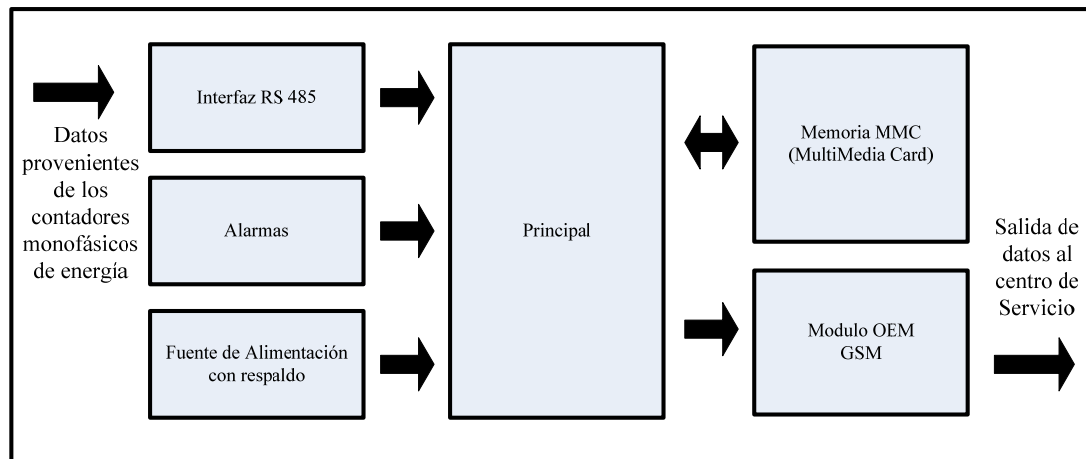 Datos
provenientes
de los
contadores
monofásicos
de energía
Interfaz RS 485
Alarmas
Fuente de Alimentación
con respaldo
Principal
Memoria MMC
(MultiMedia Card)
Modulo OEM
GSM
Salida de
datos al
centro de
Servicio